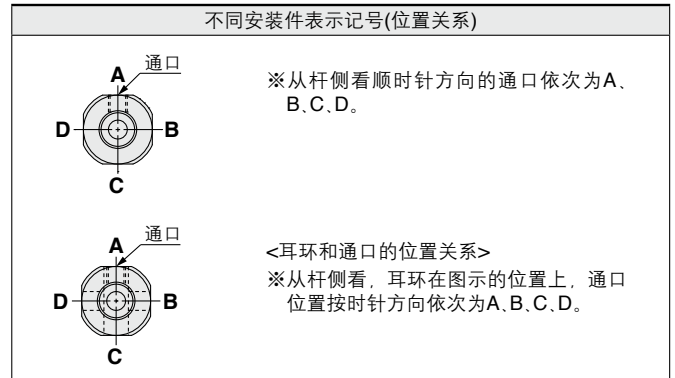 不同安装件表示记号(位置关系)
通口
A
D
B
C
※从杆侧看顺时针方向的通口依次为A、
B、C、D。
通口
A
D
B
C
<耳环和通口的位置关系>
※从杆侧看，耳环在图示的位置上，通口
位置按时针方向依次为A、B、C、D。